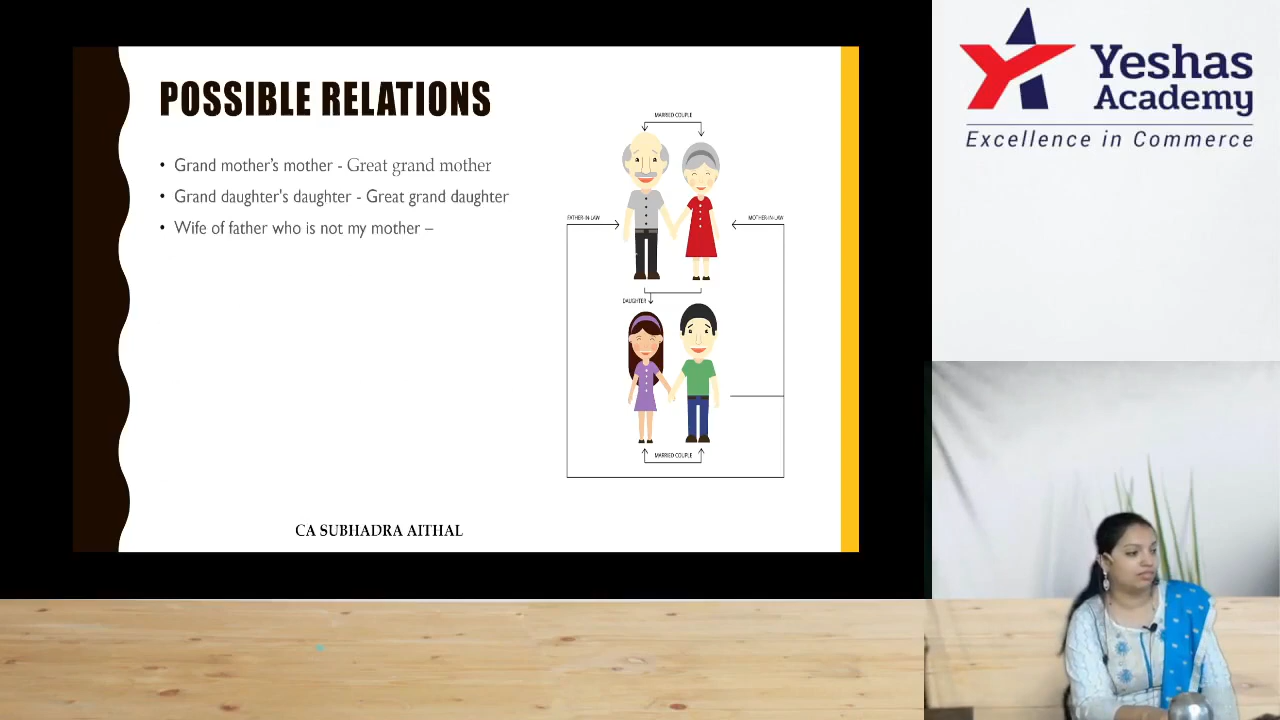 POSSIBLE RELATIONS
• Grand mother's mother - Great grand mother
• Grand daughter's daughter - Great grand daughter
• Wife of father who is not my mother –
MARRIED COUPLE
FATHER-IN-LAW
MOTHER-IN-LAW
DAUGHTER
MARRIED COUPLE
CA SUBHADRA AITHAL
Yeshas
Academy
Excellence in Commerce